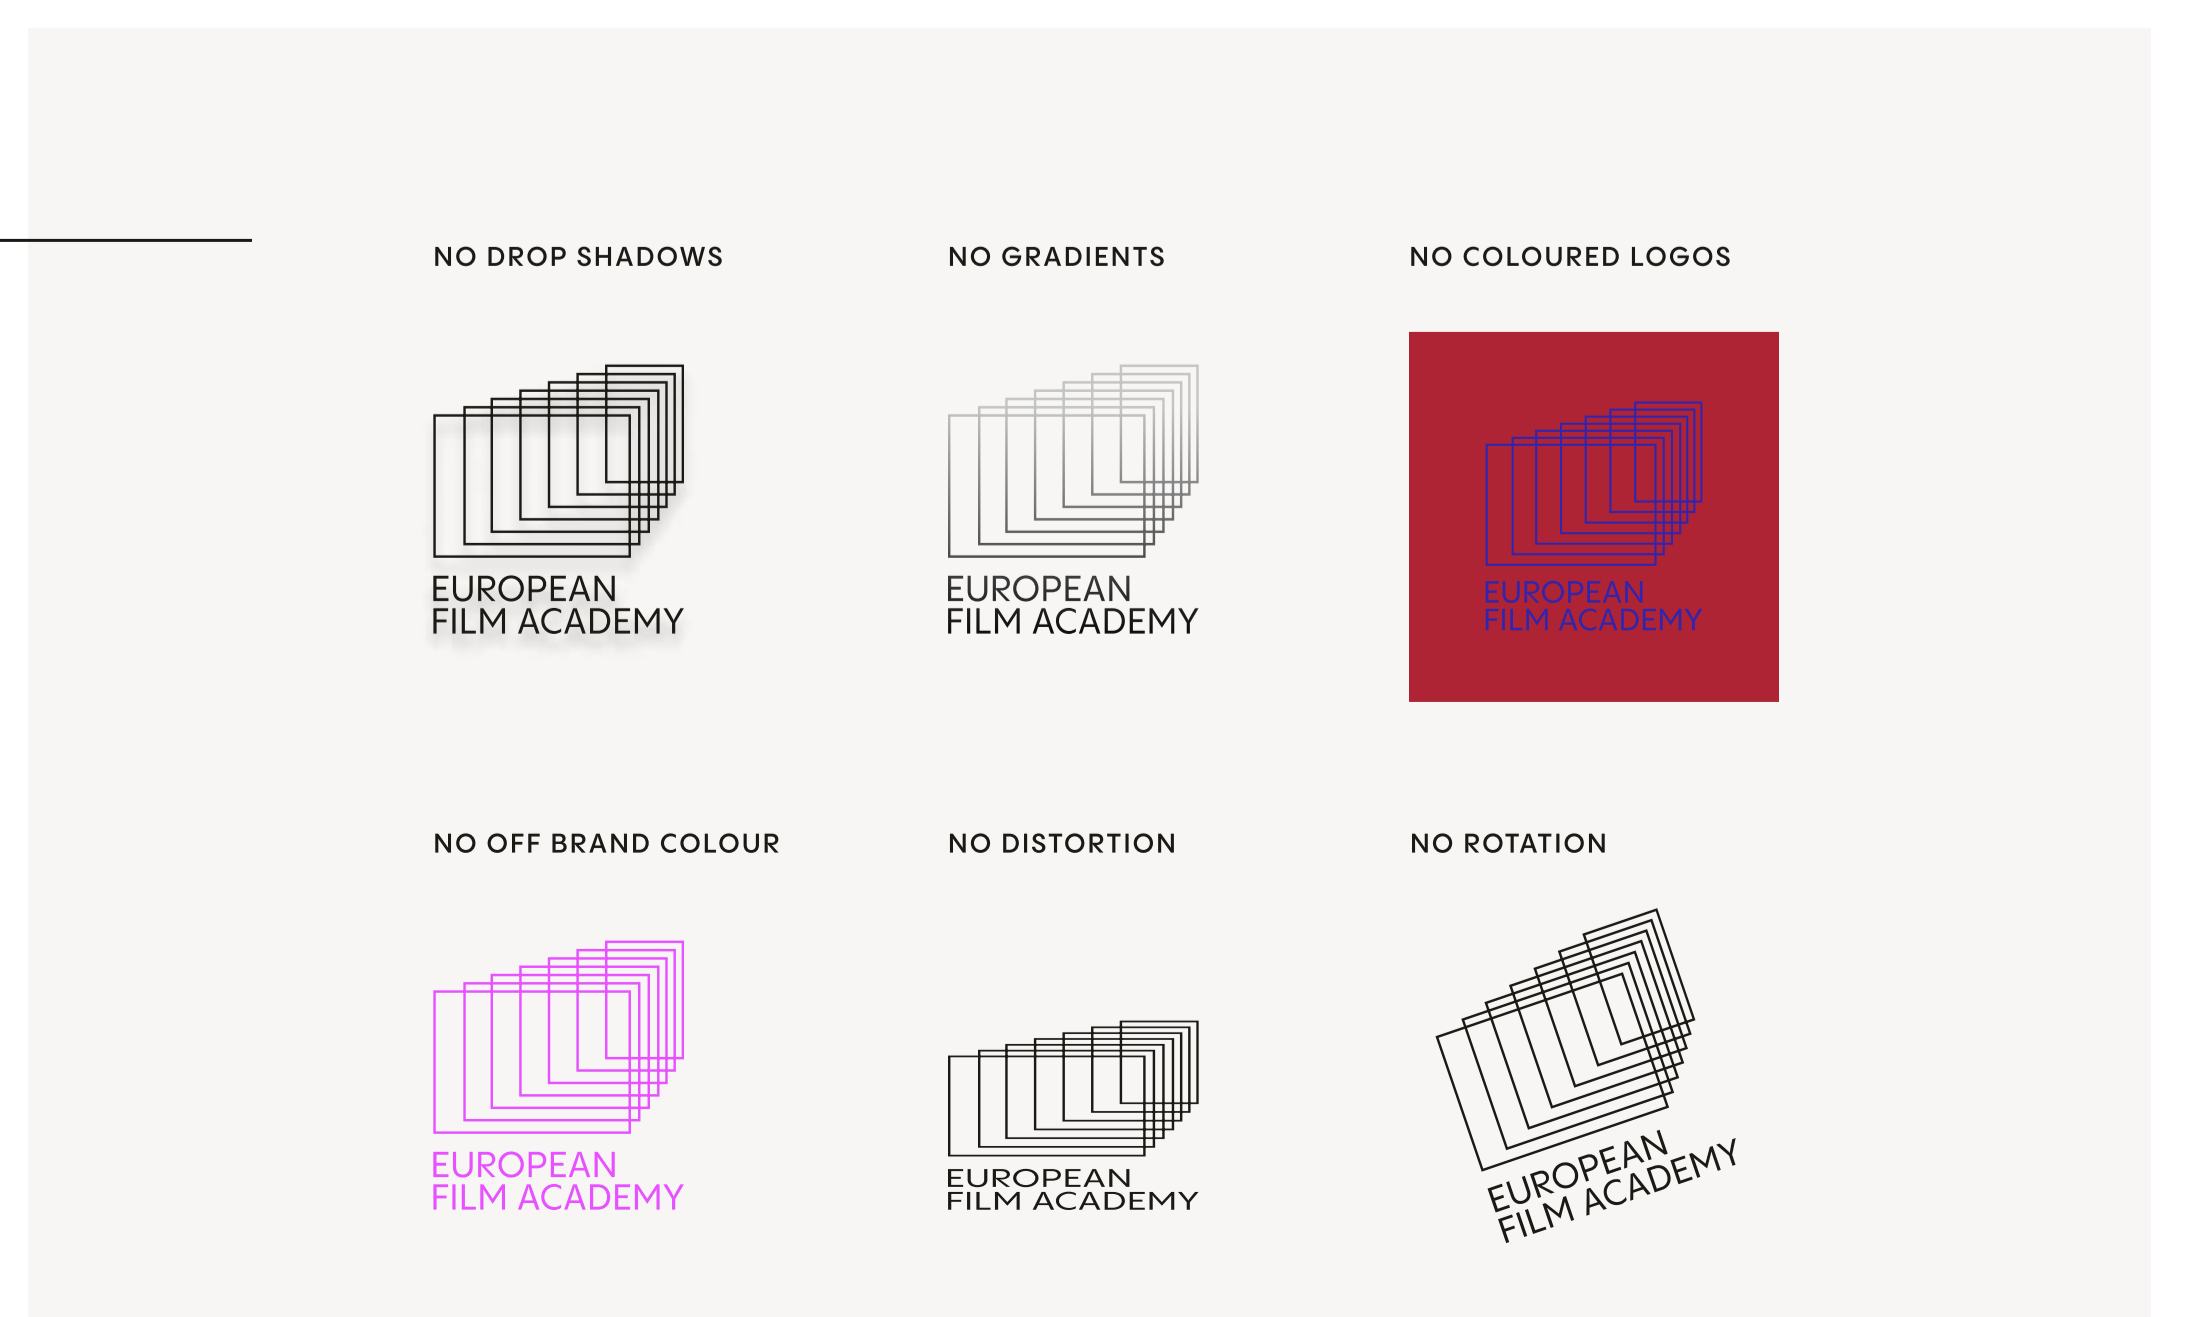 NO DROP SHADOWS
NO GRADIENTS
NO COLOURED LOGOS
EUROPEAN
FILM ACADEMY
EUROPEAN
FILM ACADEMY
EUROPEAN
FILM ACADEMY
NO OFF BRAND COLOUR
NO DISTORTION
NO ROTATION
EUROPEAN
FILM ACADEMY
EUROPEAN
FILM ACADEMY
EUROPEAN
FILM ACADEMY